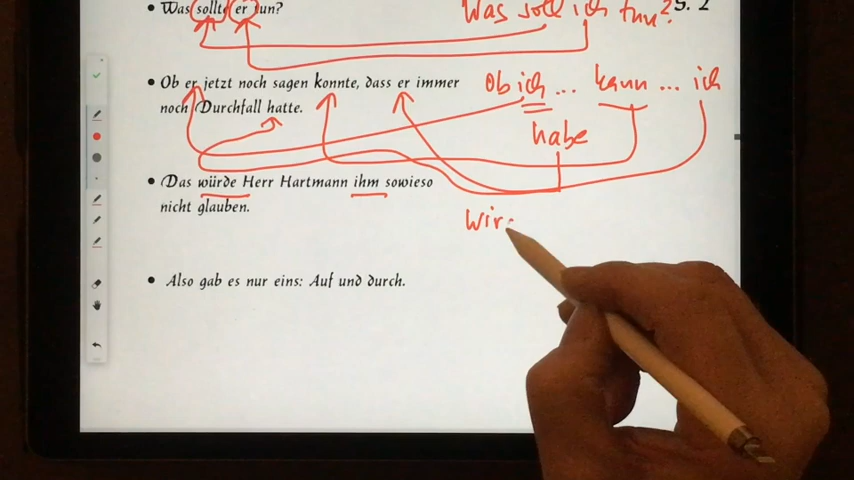 • Was sollte er tun?
Was soll ich tun?
S. 2
• Ob er jetzt noch sagen konnte, dass er immer
noch Durchfall hatte.
Ob ich ... kann ... ich
habe
• Das würde Herr Hartmann ihm sowieso
nicht glauben.
Wir
• Also gab es nur eins: Auf und durch.